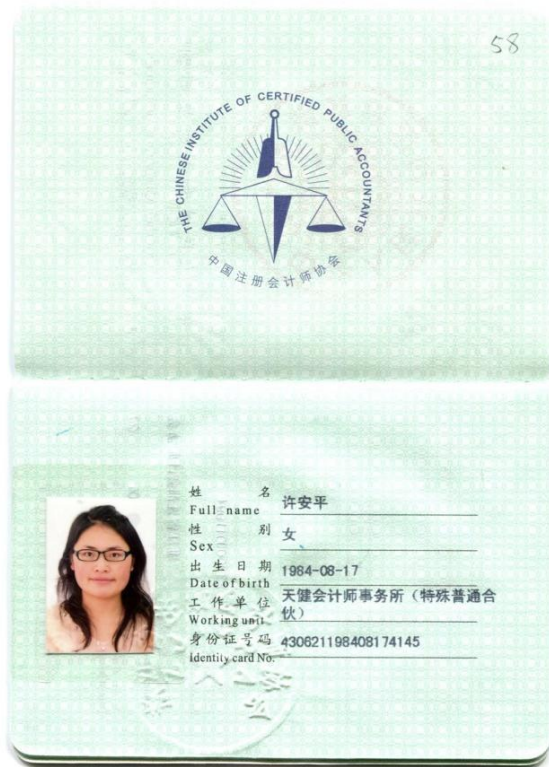 58
THE CHINESE INSTITUTE OF CERTIFIED PUBLIC ACCOUNTANTS
中国注册会计师协会
姓 名 许安平
Full name
性 别 女
Sex
出生日期 1984-08-17
Date of birth
工作单位 天健会计师事务所（特殊普通合
Working unit 伙）
身份证号码 430621198408174145
Identity card No.